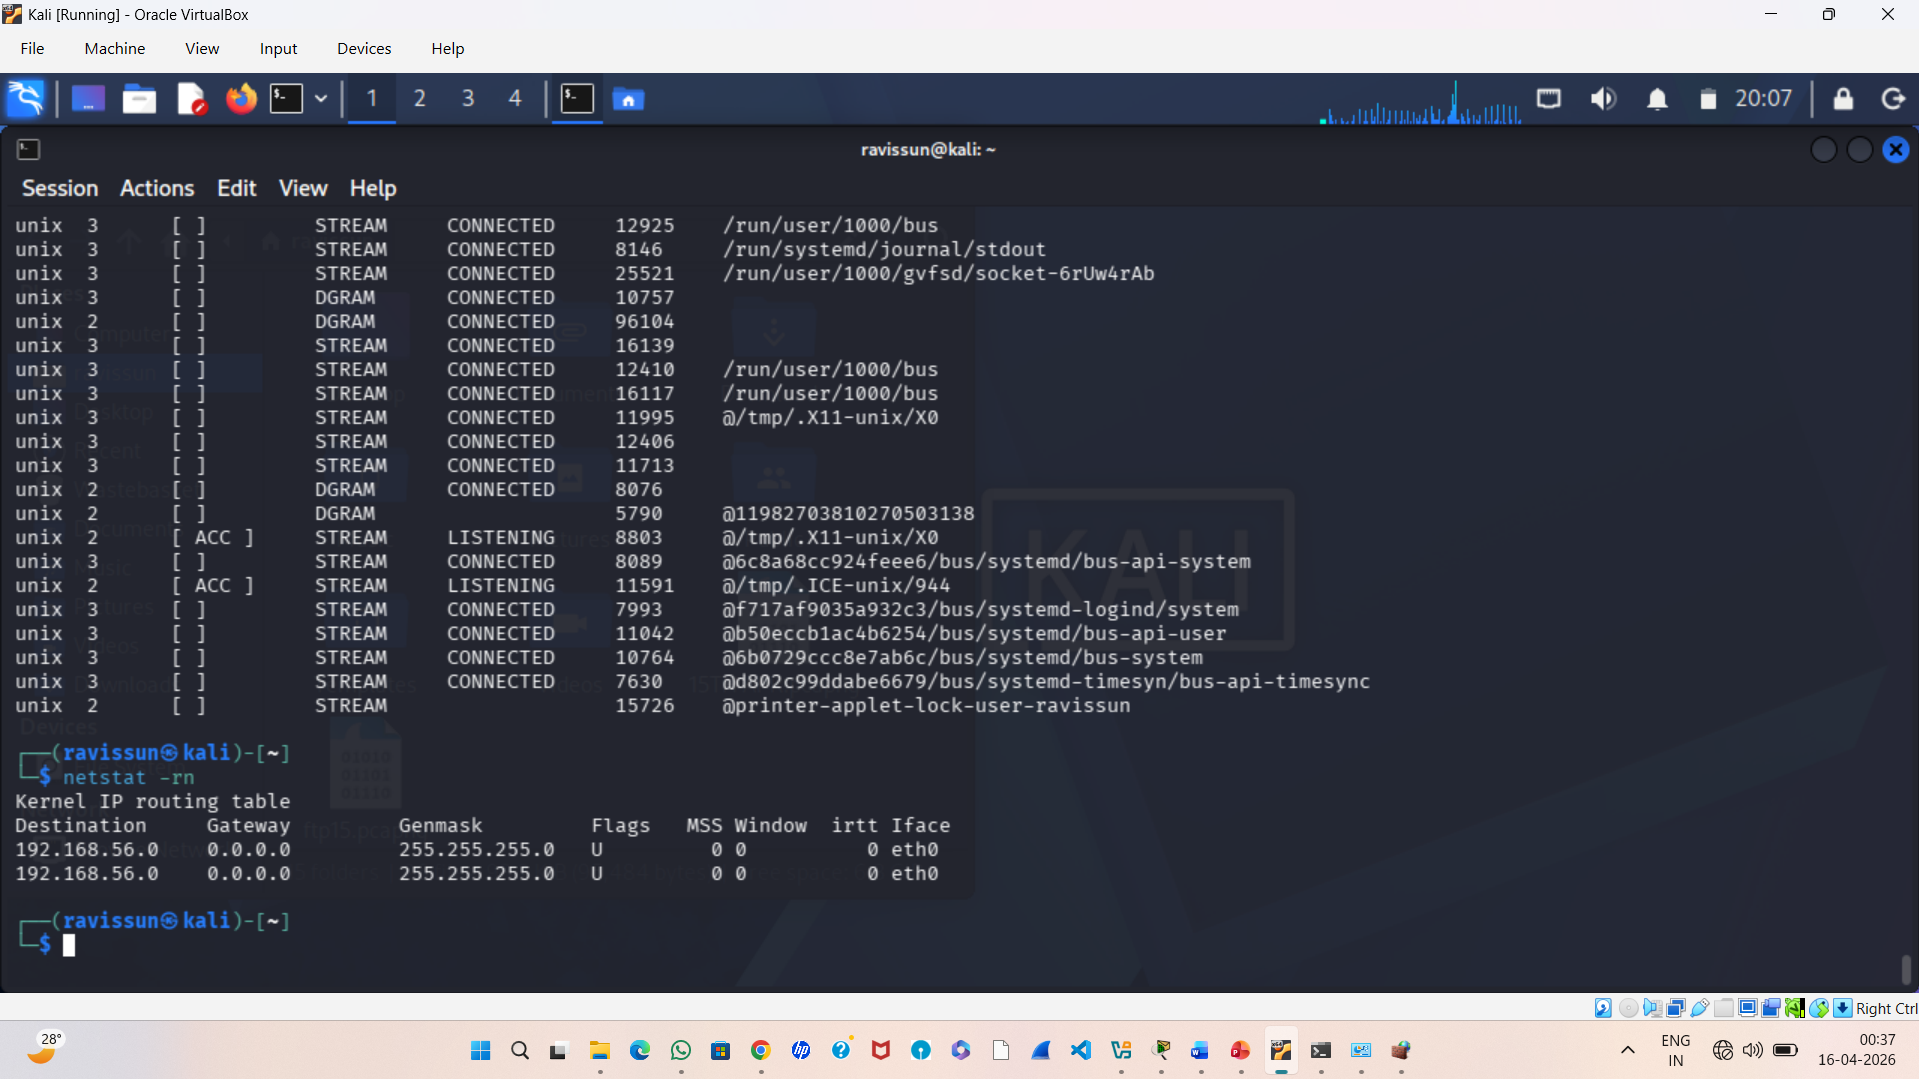 Kali [Running] - Oracle VirtualBox
File Machine View Input Devices Help
1 2 3 4 20:07
ravissun@kali: ~
Session Actions Edit View Help
unix 3 [ ] STREAM CONNECTED 12925 /run/user/1000/bus
unix 3 [ ] STREAM CONNECTED 8146 /run/systemd/journal/stdout
unix 3 [ ] STREAM CONNECTED 25521 /run/user/1000/gvfsd/socket-6rUw4rAb
unix 3 [ ] DGRAM CONNECTED 10757
unix 2 [ ] DGRAM CONNECTED 96104
unix 3 [ ] STREAM CONNECTED 16139
unix 3 [ ] STREAM CONNECTED 12410 /run/user/1000/bus
unix 3 [ ] STREAM CONNECTED 16117 /run/user/1000/bus
unix 3 [ ] STREAM CONNECTED 11995 @/tmp/.X11-unix/X0
unix 3 [ ] STREAM CONNECTED 12406
unix 3 [ ] STREAM CONNECTED 11713
unix 2 [ ] DGRAM CONNECTED 8076
unix 2 [ ] DGRAM 5790 @11982703810270503138
unix 2 [ ACC ] STREAM LISTENING 8803 @/tmp/.X11-unix/X0
unix 3 [ ] STREAM CONNECTED 8089 @6c8a68cc924feee6/bus/systemd/bus-api-system
unix 2 [ ACC ] STREAM LISTENING 11591 @/tmp/.ICE-unix/944
unix 3 [ ] STREAM CONNECTED 7993 @f717af9035a932c3/bus/systemd-logind/system
unix 3 [ ] STREAM CONNECTED 11042 @b50eccb1ac4b6254/bus/systemd/bus-api-user
unix 3 [ ] STREAM CONNECTED 10764 @6b0729ccc8e7ab6c/bus/systemd/bus-system
unix 3 [ ] STREAM CONNECTED 7630 @d802c99ddabe6679/bus/systemd-timesyn/bus-api-timesync
unix 2 [ ] STREAM 15726 @printer-applet-lock-user-ravissun
KALI
┌──(ravissun㉿kali)-[~]
└─$ netstat -rn
Kernel IP routing table
Destination Gateway Genmask Flags MSS Window irtt Iface
192.168.56.0 0.0.0.0 255.255.255.0 U 0 0 0 eth0
192.168.56.0 0.0.0.0 255.255.255.0 U 0 0 0 eth0
┌──(ravissun㉿kali)-[~]
└─$
Right Ctrl
28°
ENG
IN
00:37
16-04-2026